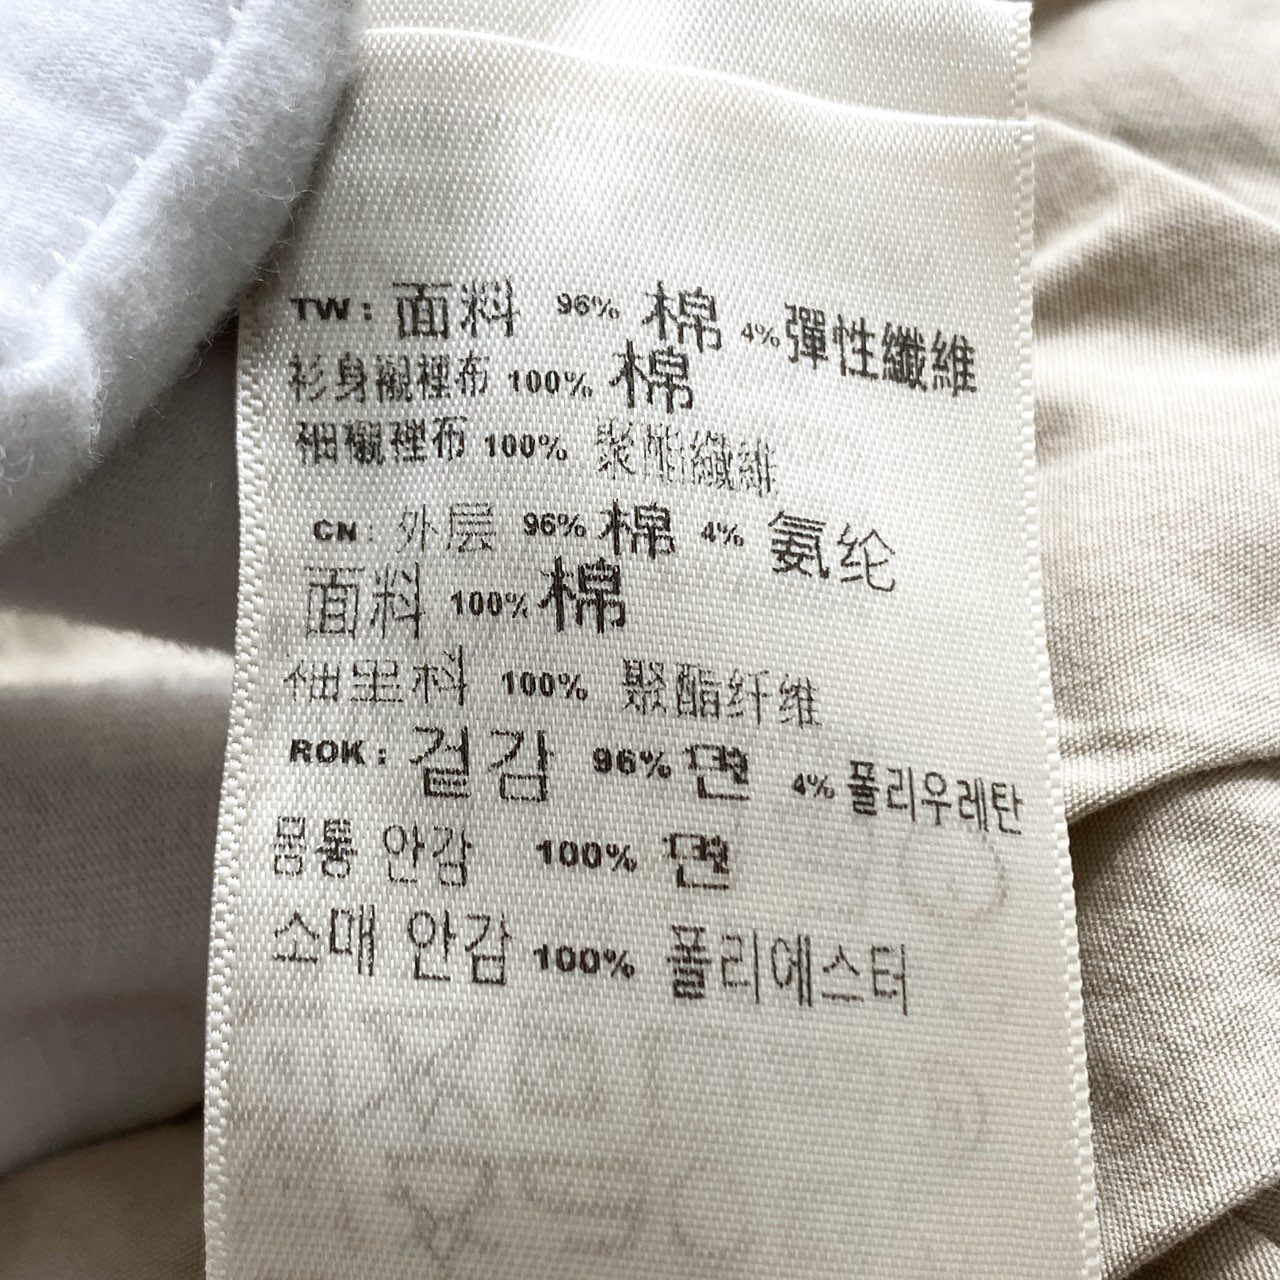 TW: 面料 96% 棉 4% 彈性纖維
衫身襯裡布 100% 棉
袖襯裡布 100% 聚酯纖維
CN: 外层 96% 棉 4% 氨纶
面料 100% 棉
袖里料 100% 聚酯纤维
ROK: 겉감 96% 면 4% 폴리우레탄
몸통 안감 100% 면
소매 안감 100% 폴리에스터